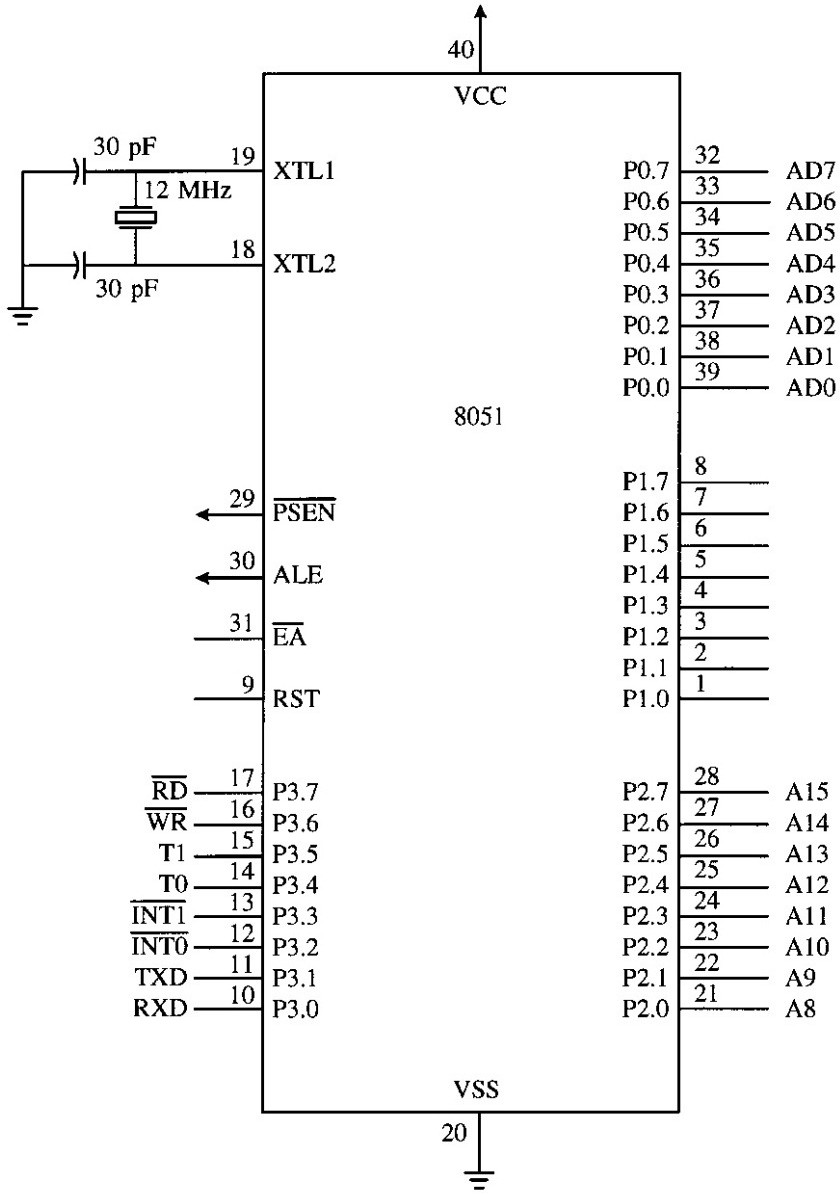 40
VCC
30 pF
19 XTL1
12 MHz
18 XTL2
30 pF
P0.7 32 AD7
P0.6 33 AD6
P0.5 34 AD5
P0.4 35 AD4
P0.3 36 AD3
P0.2 37 AD2
P0.1 38 AD1
P0.0 39 AD0
8051
29 PSEN
30 ALE
31 EA
9 RST
P1.7 8
P1.6 7
P1.5 6
P1.4 5
P1.3 4
P1.2 3
P1.1 2
P1.0 1
RD 17 P3.7
WR 16 P3.6
T1 15 P3.5
T0 14 P3.4
INT1 13 P3.3
INT0 12 P3.2
TXD 11 P3.1
RXD 10 P3.0
P2.7 28 A15
P2.6 27 A14
P2.5 26 A13
P2.4 25 A12
P2.3 24 A11
P2.2 23 A10
P2.1 22 A9
P2.0 21 A8
VSS
20